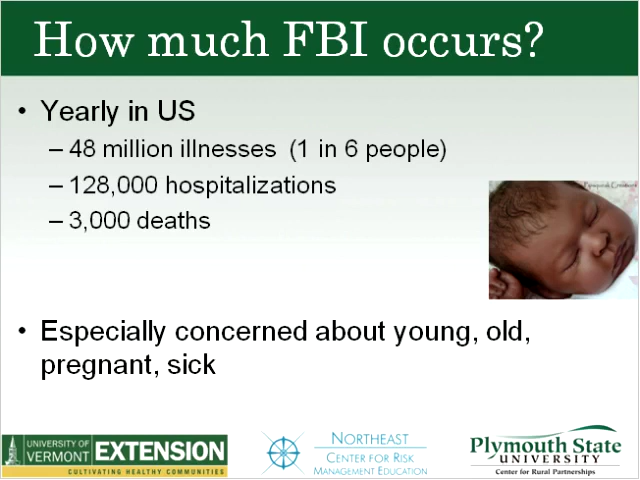 How much FBI occurs?
• Yearly in US
– 48 million illnesses (1 in 6 people)
– 128,000 hospitalizations
– 3,000 deaths
• Especially concerned about young, old,
pregnant, sick
UNIVERSITY OF
VERMONT EXTENSION
CULTIVATING HEALTHY COMMUNITIES
NORTHEAST
CENTER FOR RISK
MANAGEMENT EDUCATION
Plymouth State
UNIVERSITY
Center for Rural Partnerships